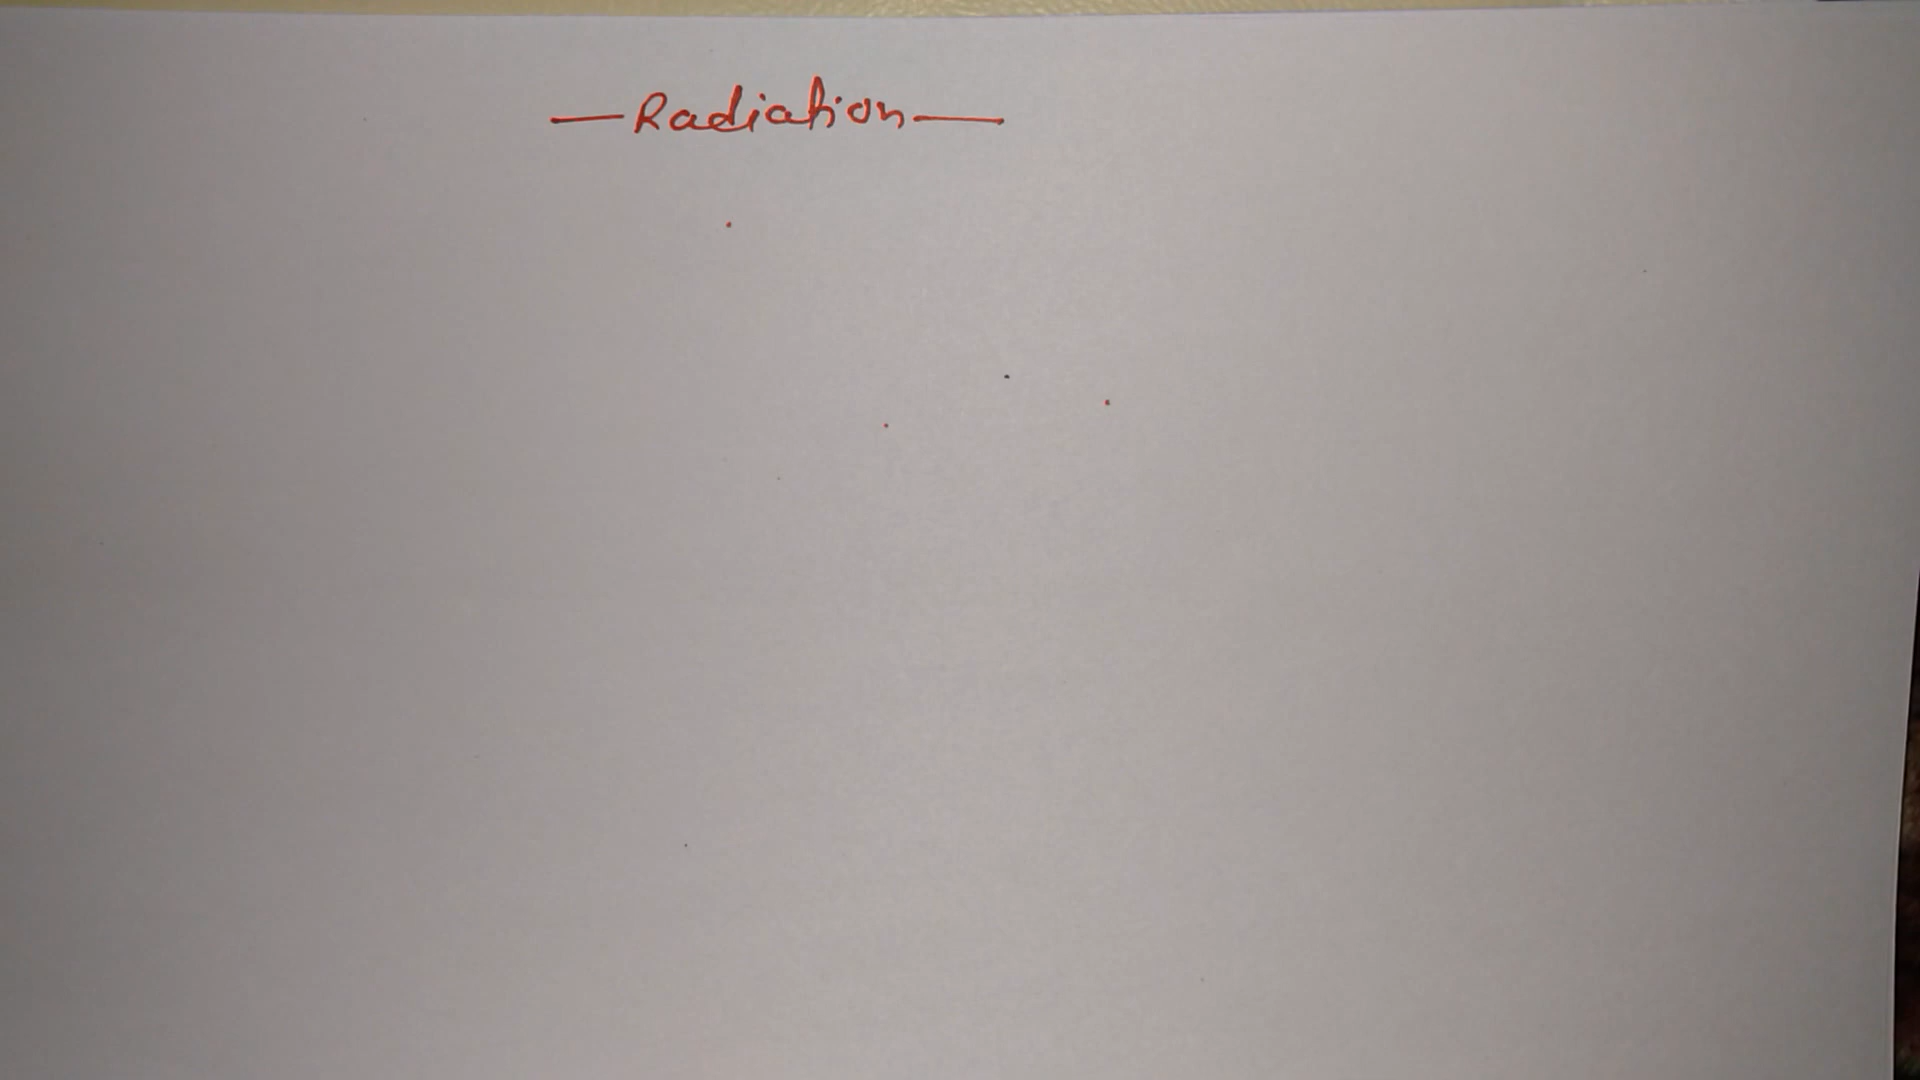 — Radiation —